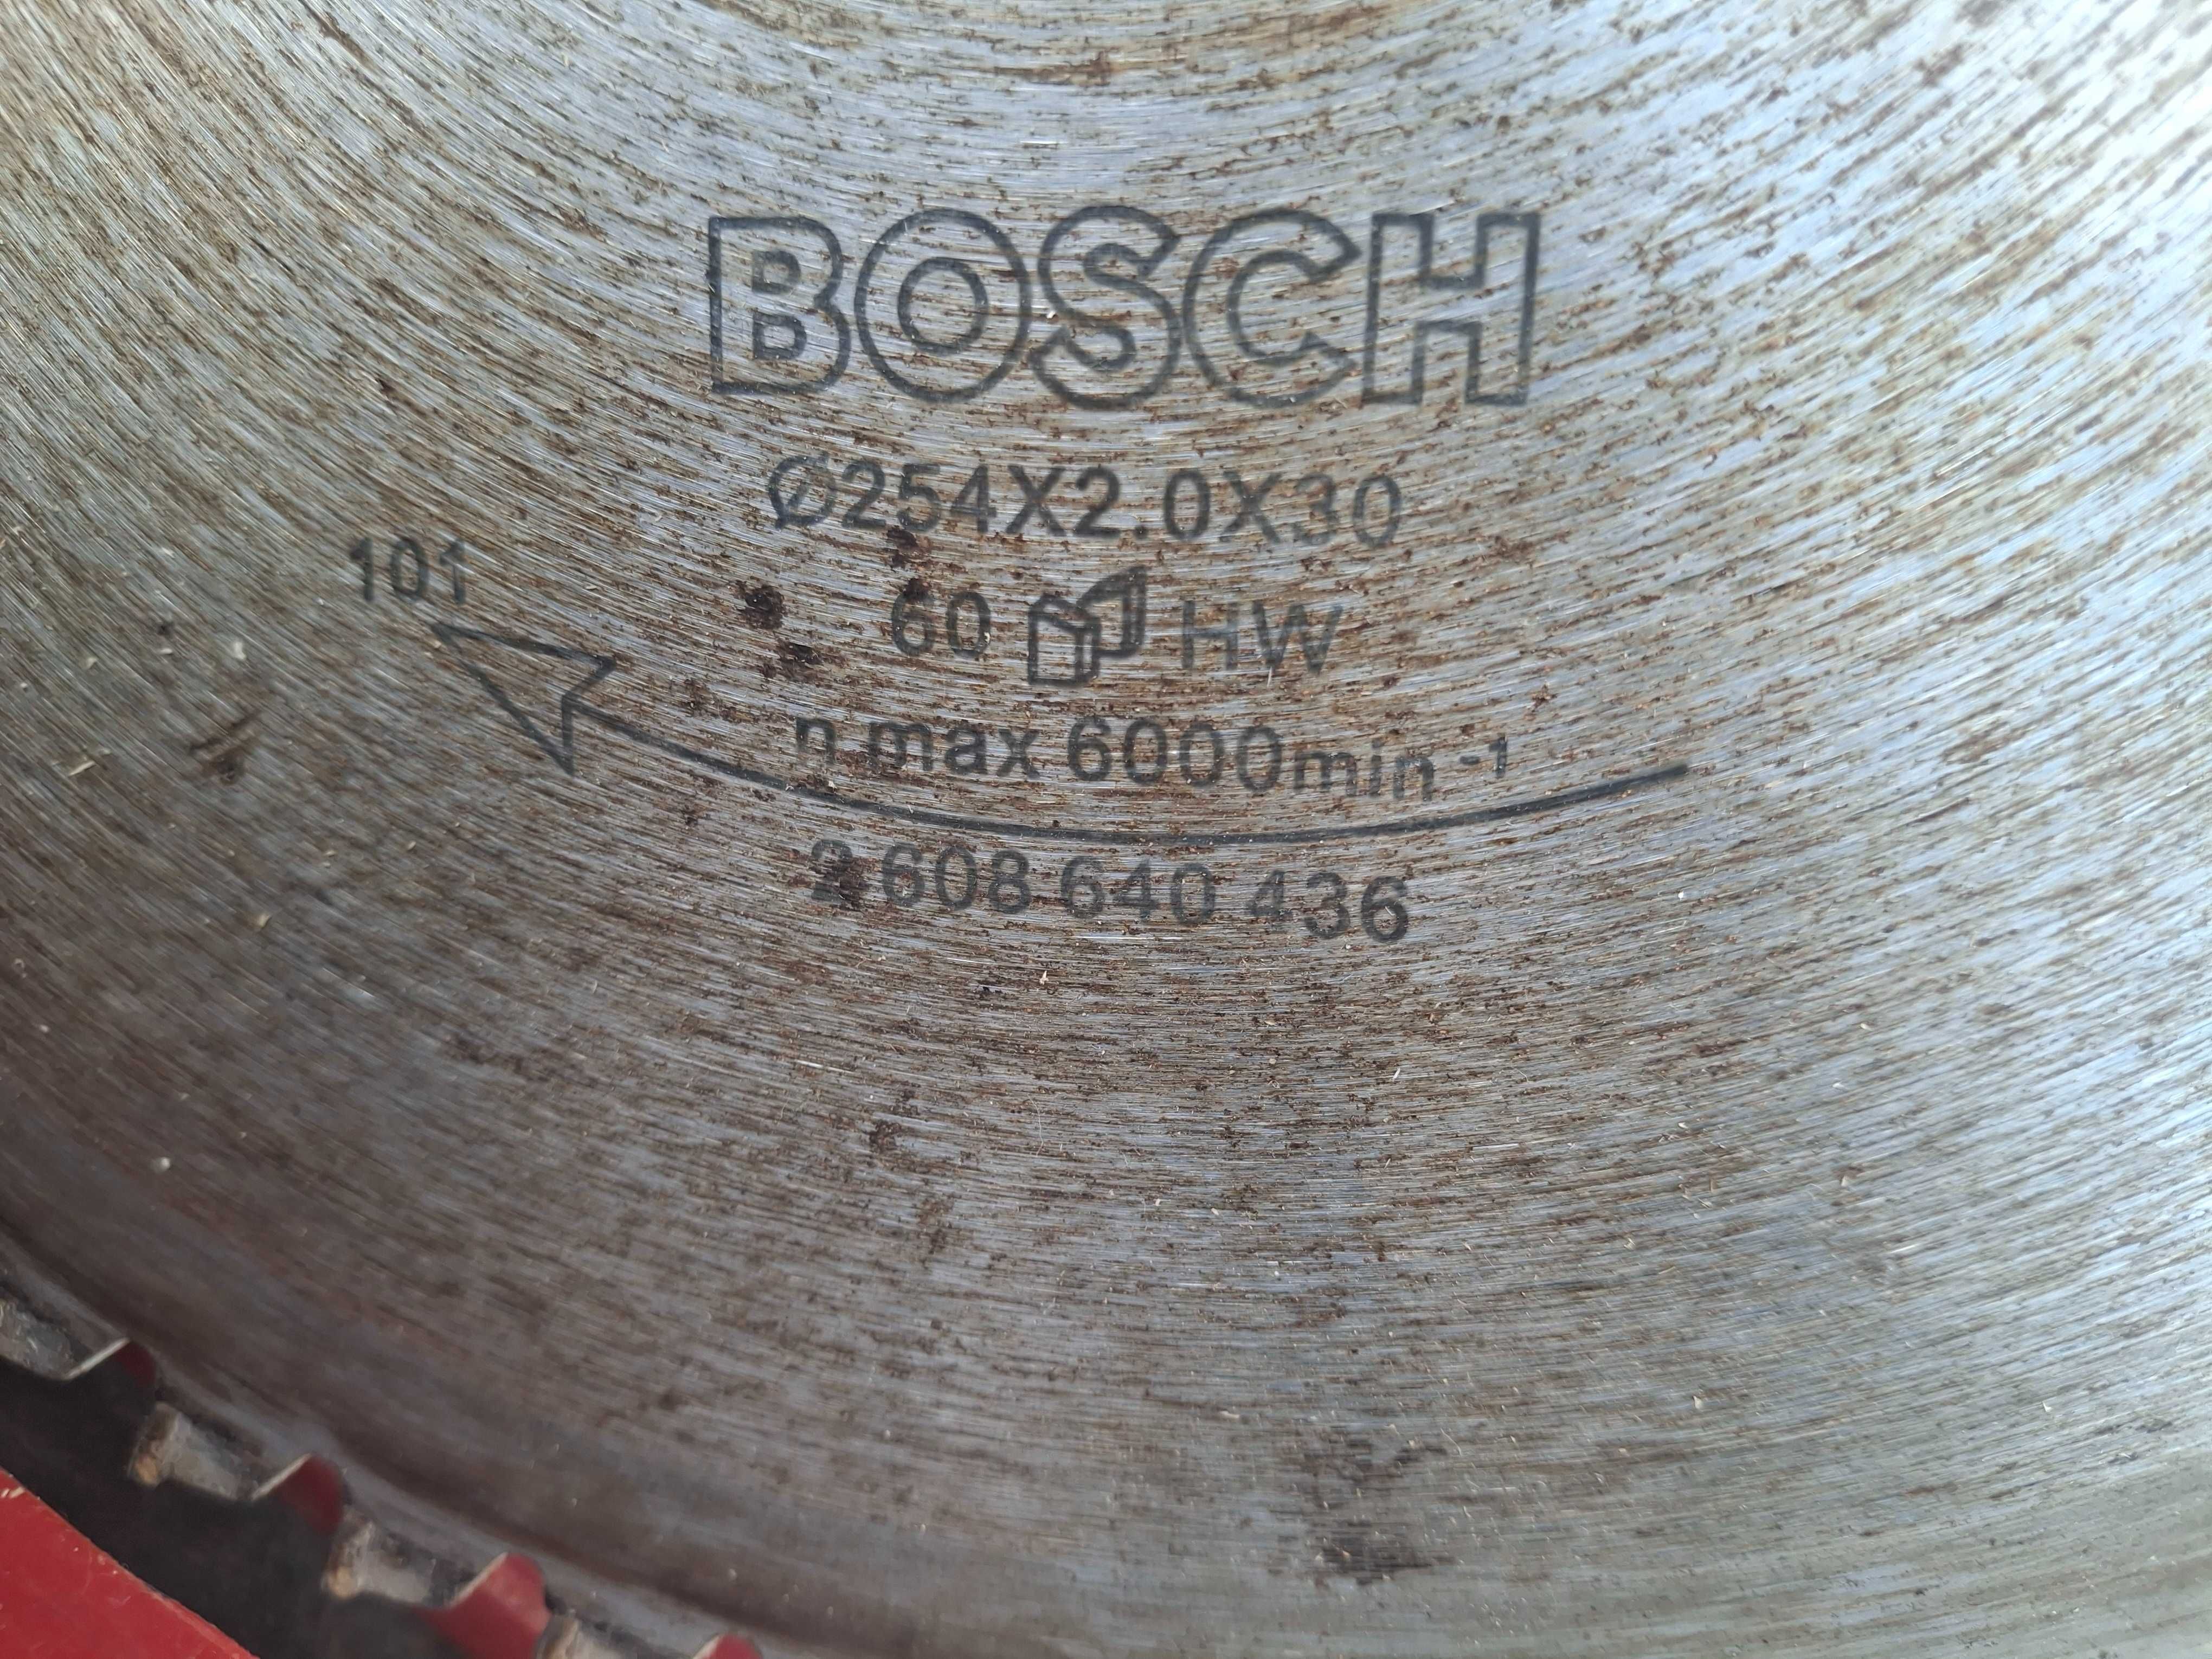 BOSCH
Ø254X2.0X30
101
60 HW
n max 6000min⁻¹
2 608 640 436